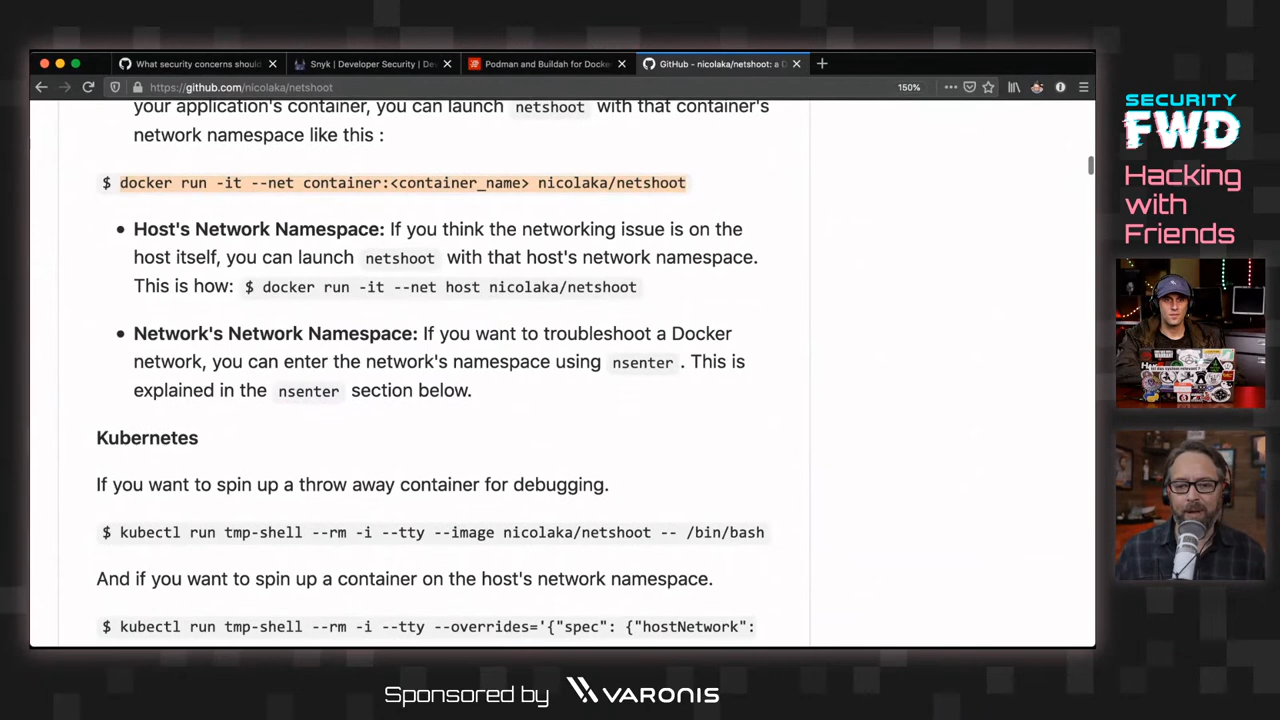 What security concerns should
Snyk | Developer Security | De
Podman and Buildah for Docke
GitHub - nicolaka/netshoot: a D
https://github.com/nicolaka/netshoot
150%
your application's container, you can launch netshoot with that container's
network namespace like this :
$ docker run -it --net container:<container_name> nicolaka/netshoot
• Host's Network Namespace: If you think the networking issue is on the
host itself, you can launch netshoot with that host's network namespace.
This is how: $ docker run -it --net host nicolaka/netshoot
• Network's Network Namespace: If you want to troubleshoot a Docker
network, you can enter the network's namespace using nsenter. This is
explained in the nsenter section below.
Kubernetes
If you want to spin up a throw away container for debugging.
$ kubectl run tmp-shell --rm -i --tty --image nicolaka/netshoot -- /bin/bash
And if you want to spin up a container on the host's network namespace.
$ kubectl run tmp-shell --rm -i --tty --overrides='{"spec": {"hostNetwork":
SECURITY
FWD
Hacking
with
Friends
Sponsored by VARONIS